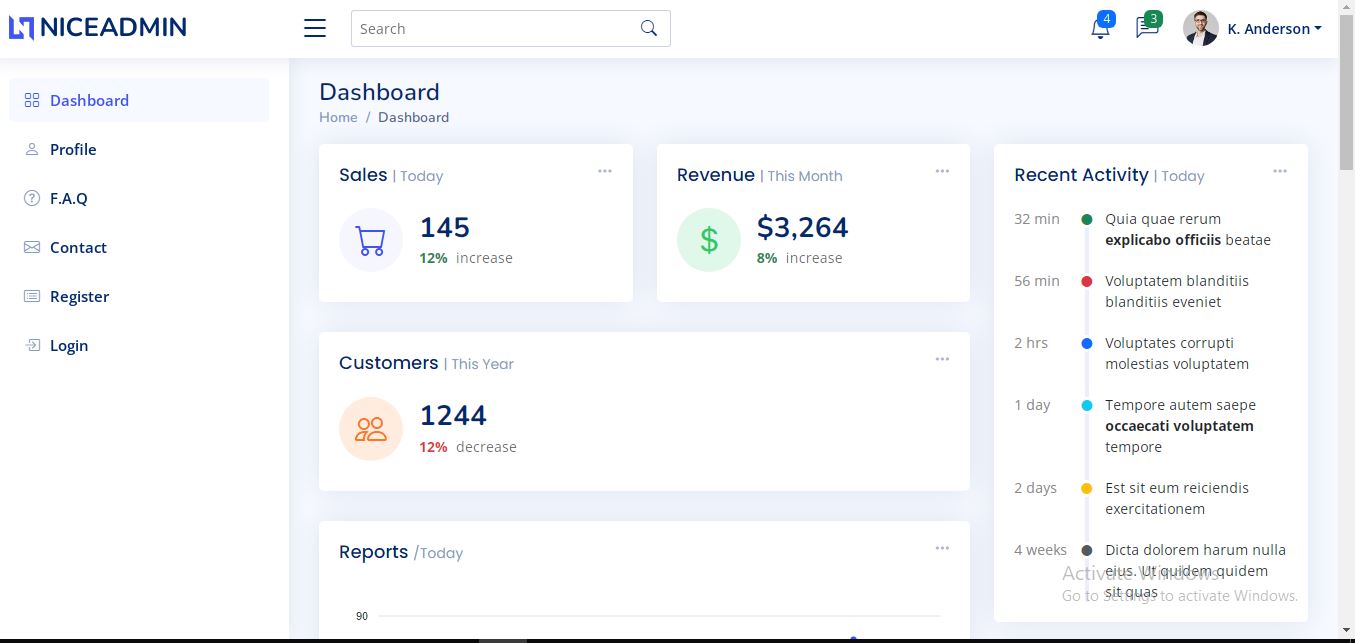 NICEADMIN
Search
4
3
K. Anderson
Dashboard
Profile
F.A.Q
Contact
Register
Login
Dashboard
Home / Dashboard
Sales | Today
145
12% increase
Revenue | This Month
$
$3,264
8% increase
Customers | This Year
1244
12% decrease
Reports /Today
90
Recent Activity | Today
32 min
Quia quae rerum
explicabo officiis beatae
56 min
Voluptatem blanditiis
blanditiis eveniet
2 hrs
Voluptates corrupti
molestias voluptatem
1 day
Tempore autem saepe
occaecati voluptatem
tempore
2 days
Est sit eum reiciendis
exercitationem
4 weeks
Dicta dolorem harum nulla
eius. Ut quidem quidem
sit quas
Activate Windows
Go to Settings to activate Windows.